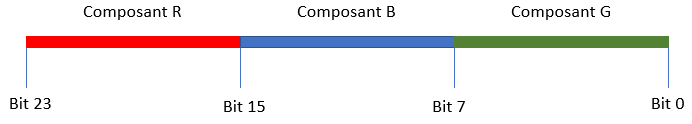 Composant R Composant B Composant G
Bit 23 Bit 15 Bit 7 Bit 0